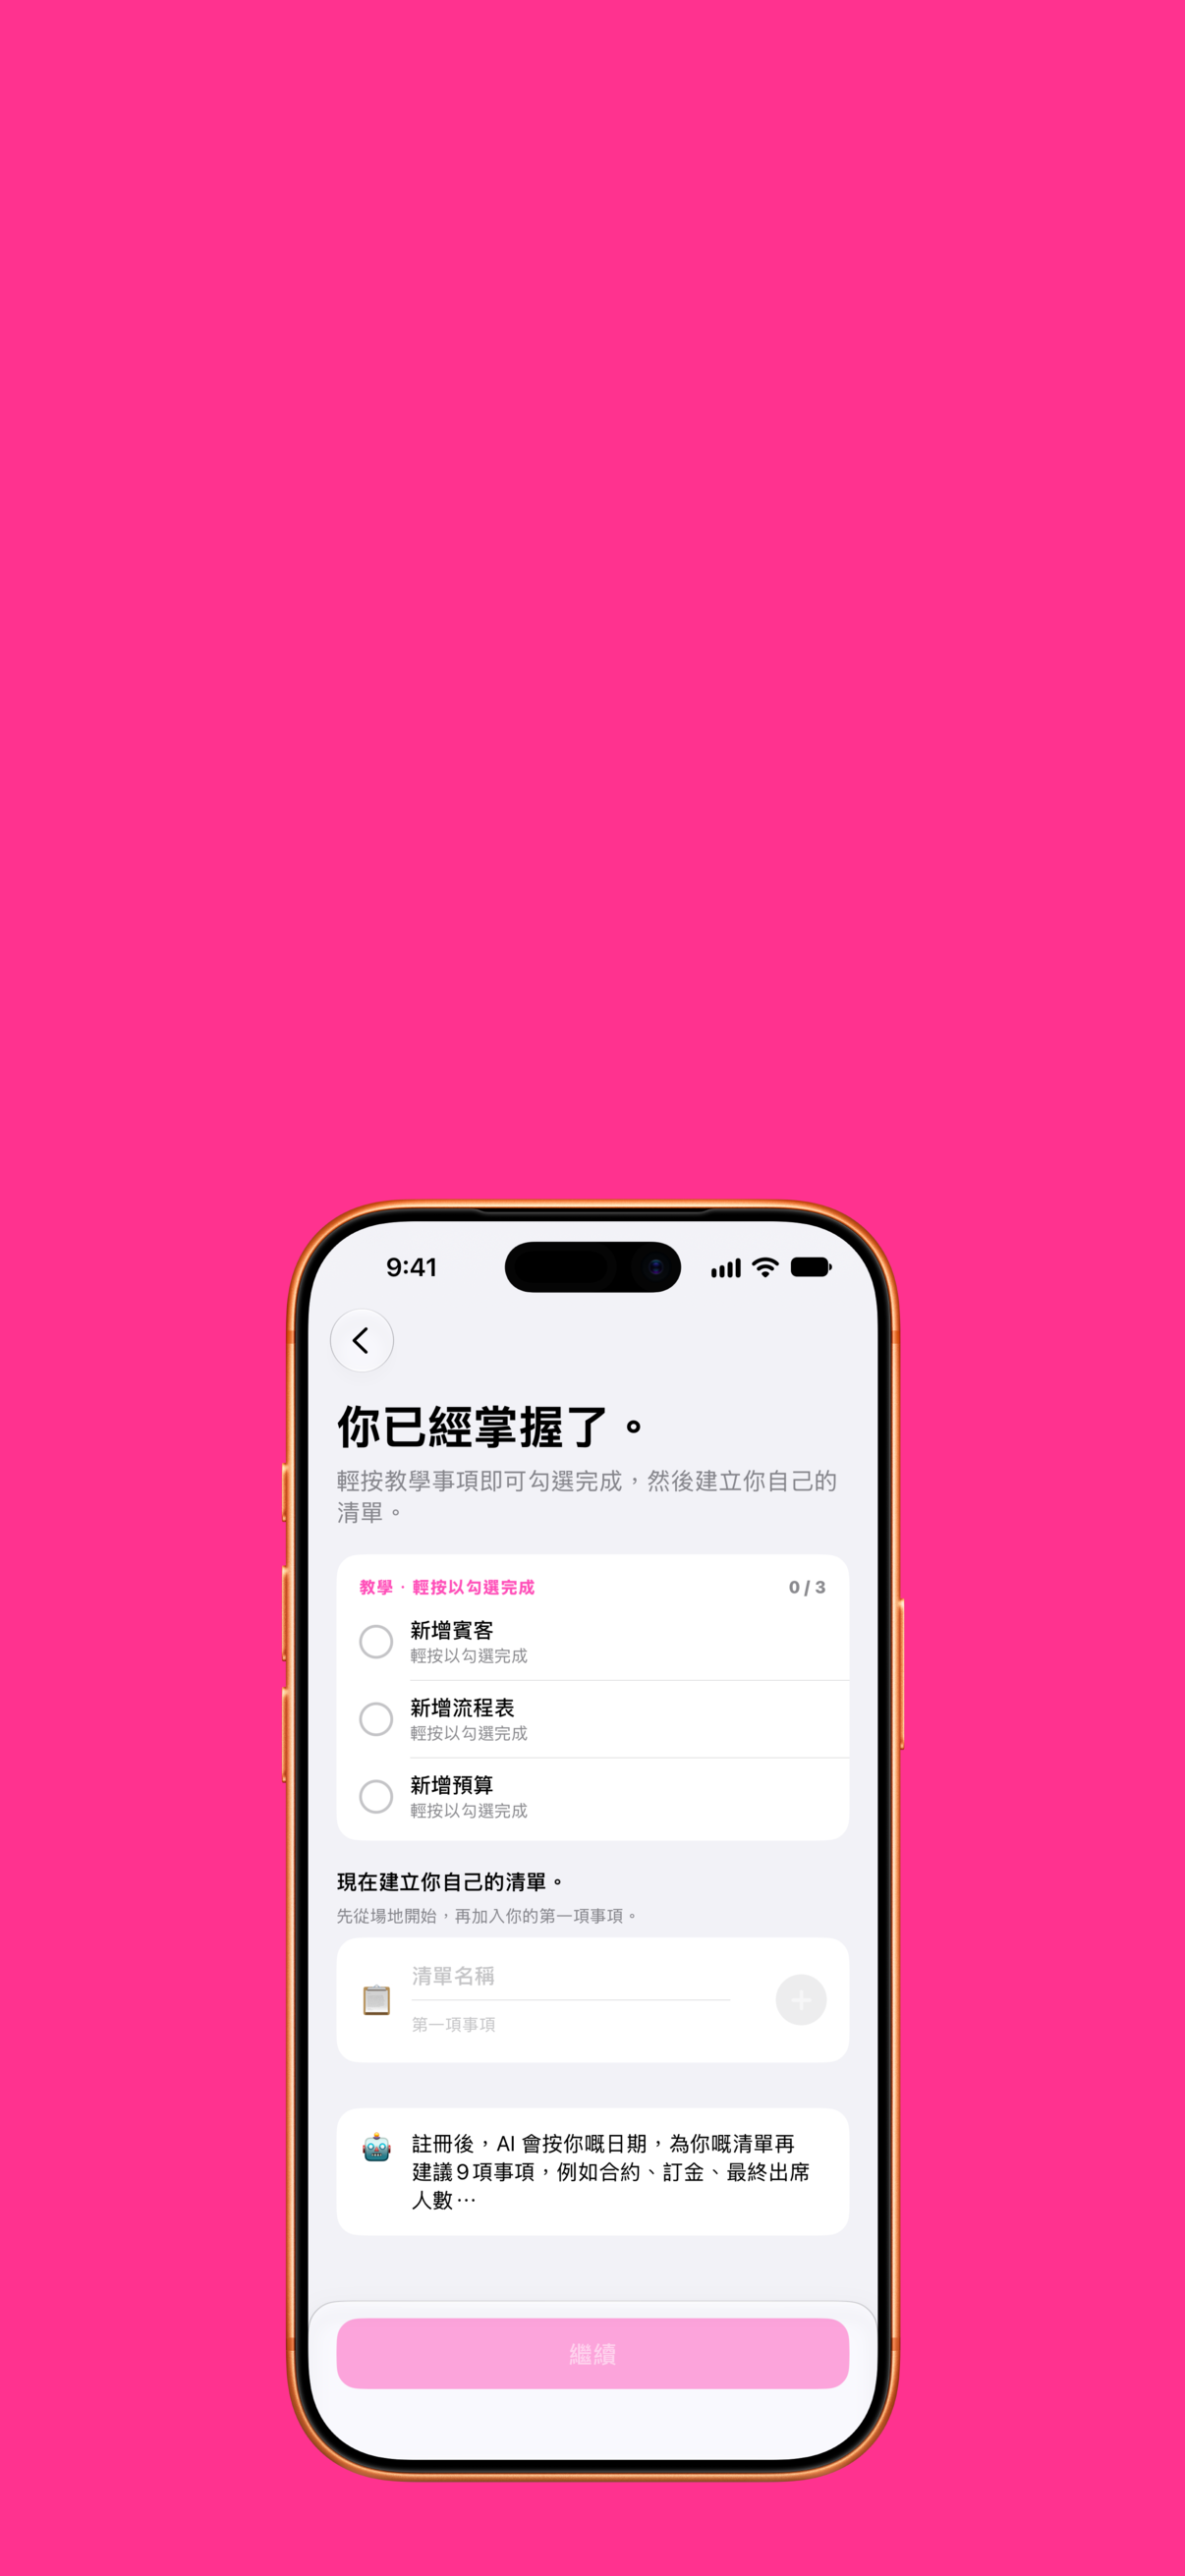 9:41
你已經掌握了。
輕按教學事項即可勾選完成，然後建立你自己的
清單。
教學 · 輕按以勾選完成 0 / 3
新增賓客
輕按以勾選完成
新增流程表
輕按以勾選完成
新增預算
輕按以勾選完成
現在建立你自己的清單。
先從場地開始，再加入你的第一項事項。
清單名稱
第一項事項
註冊後，AI 會按你嘅日期，為你嘅清單再
建議 9 項事項，例如合約、訂金、最終出席
人數⋯
繼續